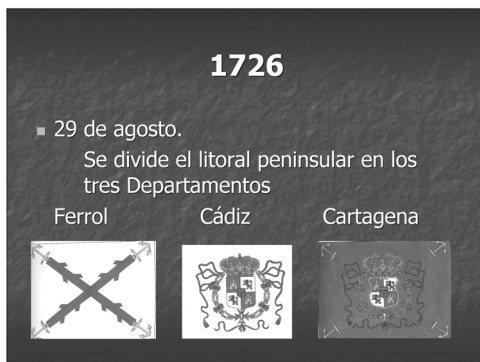 1726
29 de agosto.
Se divide el litoral peninsular en los
tres Departamentos
Ferrol Cádiz Cartagena